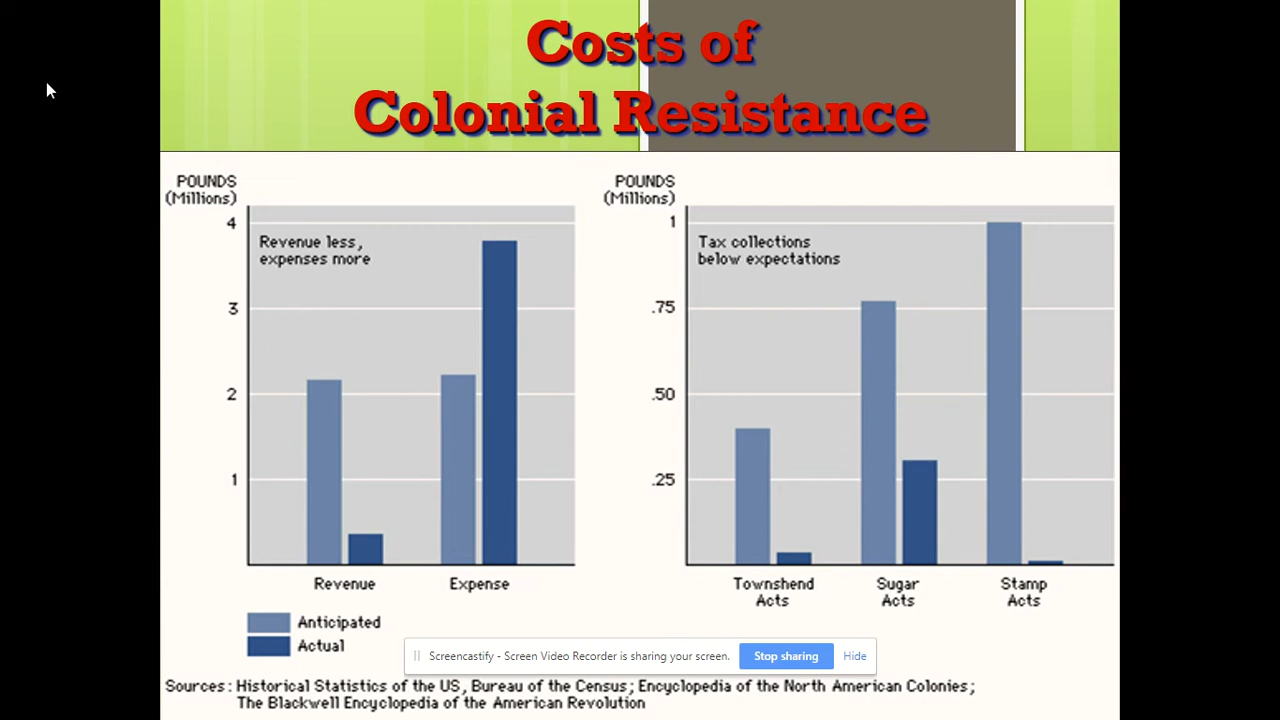 Costs of
Colonial Resistance
POUNDS
(Millions)
4
3
2
1
Revenue less,
expenses more
Revenue
Expense
POUNDS
(Millions)
1
.75
.50
.25
Tax collections
below expectations
Townshend
Acts
Sugar
Acts
Stamp
Acts
Anticipated
Actual
Screencastify - Screen Video Recorder is sharing your screen.
Stop sharing
Hide
Sources: Historical Statistics of the US, Bureau of the Census; Encyclopedia of the North American Colonies;
The Blackwell Encyclopedia of the American Revolution